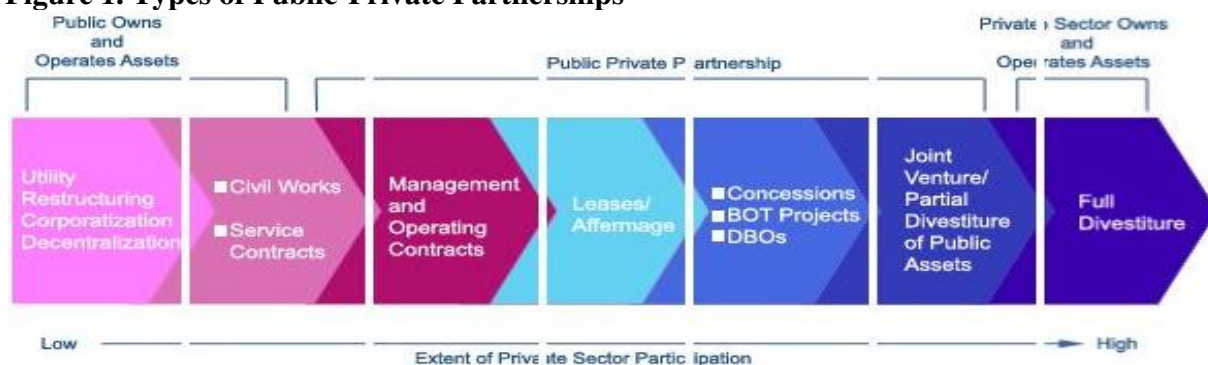 Figure 1: Types of Public-Private Partnerships
Public Owns
and
Operates Assets
Public Private Partnership
Private Sector Owns
and
Operates Assets
Utility
Restructuring
Corporatization
Decentralization
■Civil Works
■Service
Contracts
Management
and
Operating
Contracts
Leases/
Affermage
■Concessions
■BOT Projects
■DBOs
Joint
Venture/
Partial
Divestiture
of Public
Assets
Full
Divestiture
Low
High
Extent of Private Sector Participation